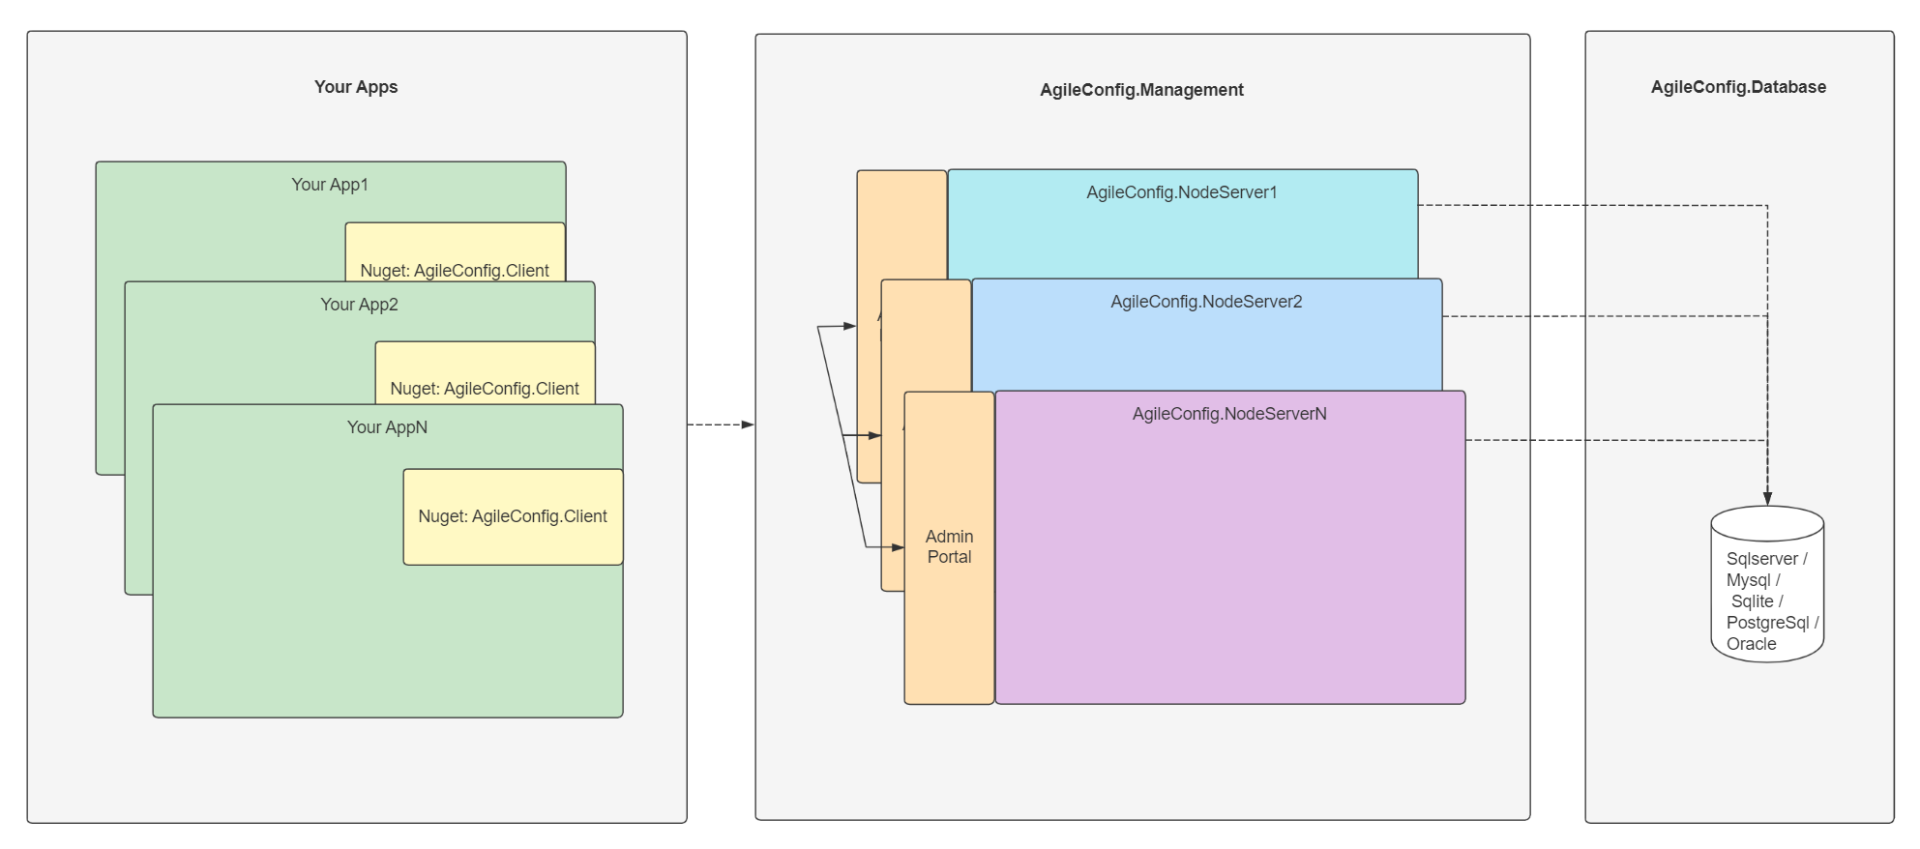 Your Apps
Your App1
Nuget: AgileConfig.Client
Your App2
Nuget: AgileConfig.Client
Your AppN
Nuget: AgileConfig.Client
AgileConfig.Management
AgileConfig.NodeServer1
AgileConfig.NodeServer2
AgileConfig.NodeServerN
Admin
Portal
AgileConfig.Database
Sqlserver /
Mysql /
Sqlite /
PostgreSql /
Oracle